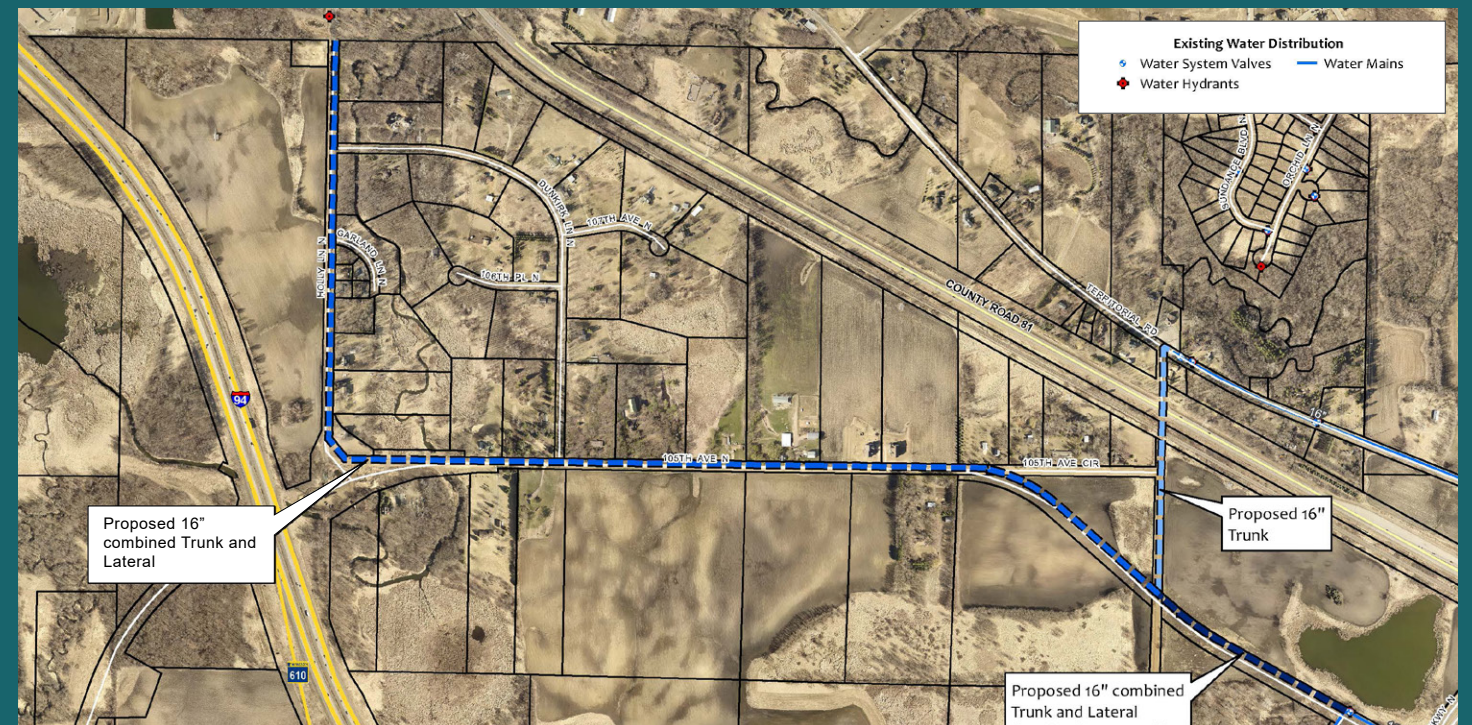 Existing Water Distribution
Water System Valves
Water Mains
Water Hydrants
SUNDANCE BLVD N
ORCHID LN N
DUNKIRK LN N
107TH AVE N
GARLAND LN N
HOLLY LN N
106TH PL N
COUNTY ROAD 81
TERRITORIAL RD
94
16"
105TH AVE N
105TH AVE CIR
Proposed 16”
combined Trunk and
Lateral
Proposed 16"
Trunk
610
Proposed 16" combined
Trunk and Lateral